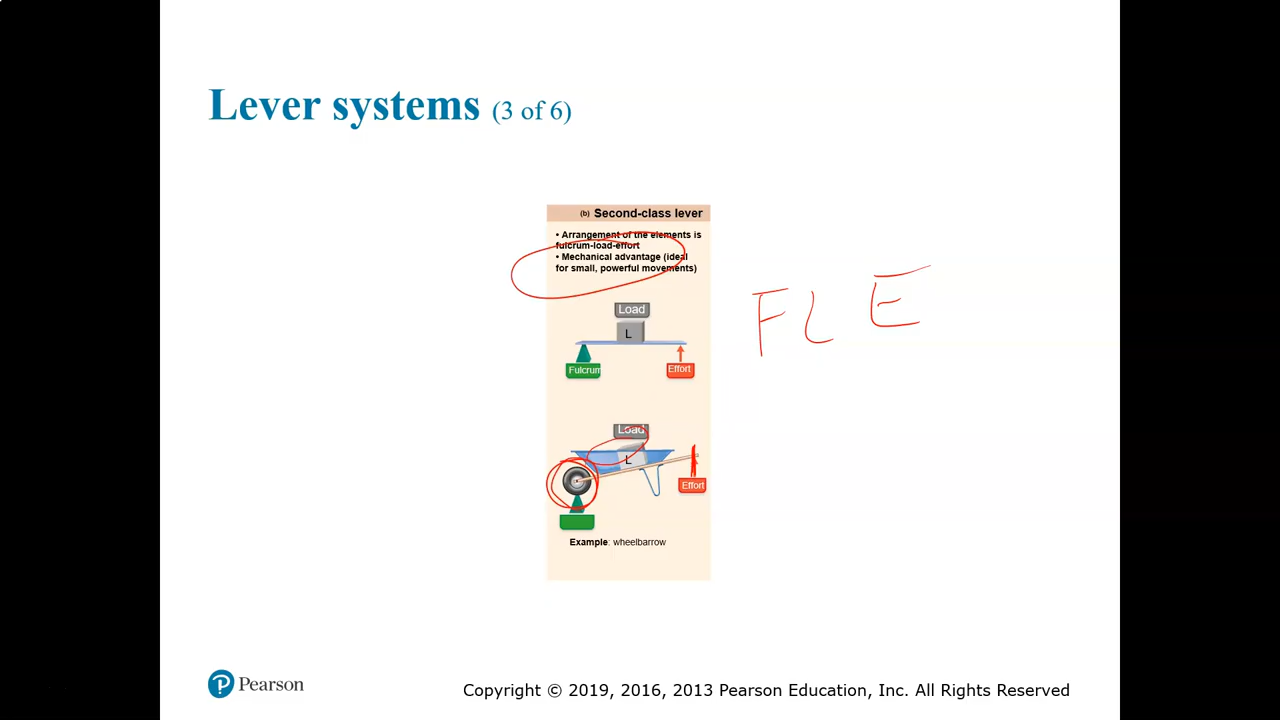 Lever systems (3 of 6)
(b) Second-class lever
• Arrangement of the elements is
fulcrum-load-effort
• Mechanical advantage (ideal
for small, powerful movements)
Load
L
Fulcrum
Effort
F L E
Load
L
Effort
Example: wheelbarrow
Pearson
Copyright © 2019, 2016, 2013 Pearson Education, Inc. All Rights Reserved